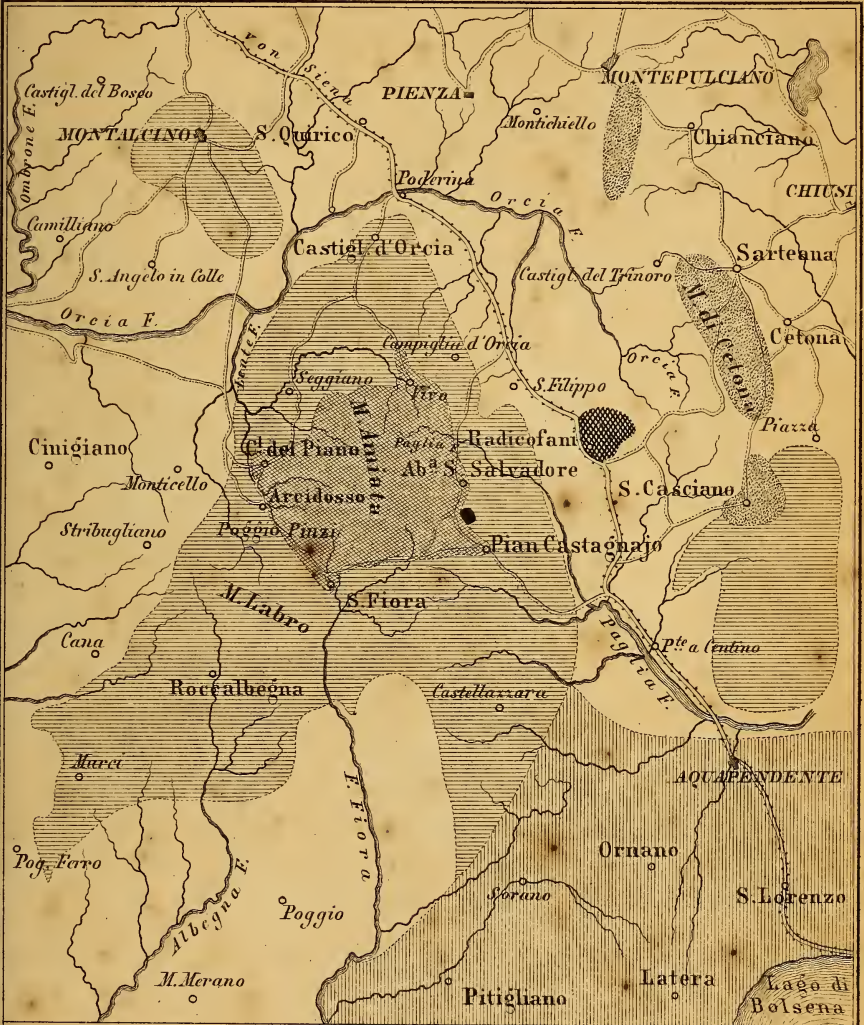 von Siena
Castigl. del Bosco
PIENZA
MONTEPULCIANO
Ombrone F.
MONTALCINO
S. Quirico
Montichiello
Chianciano
Poderina
Orcia F.
CHIUSI
Camilliano
Castigl. d'Orcia
S. Angelo in Colle
Castigl. del Trinoro
Sarteana
Orcia F.
M. di Cetona
Cetona
Ente F.
Campiglia d'Orcia
Orcia F.
Seggiano
Vivo
S. Filippo
M. Amiata
Piazza
Cinigiano
Cl. del Piano
Paglia
Radicofani
Monticello
Aba S. Salvadore
Arcidosso
S. Casciano
Stribugliano
Poggio Pinzi
Pian Castagnajo
M. Labro
S. Fiora
Cana
Paglia F.
Pte a Centino
Roccalbegna
Castellazzara
Murci
F. Fiora
AQUAPENDENTE
Pog. Ferro
Ornano
Albegna F.
Poggio
Sorano
S. Lorenzo
M. Merano
Pitigliano
Latera
Lago di
Bolsena